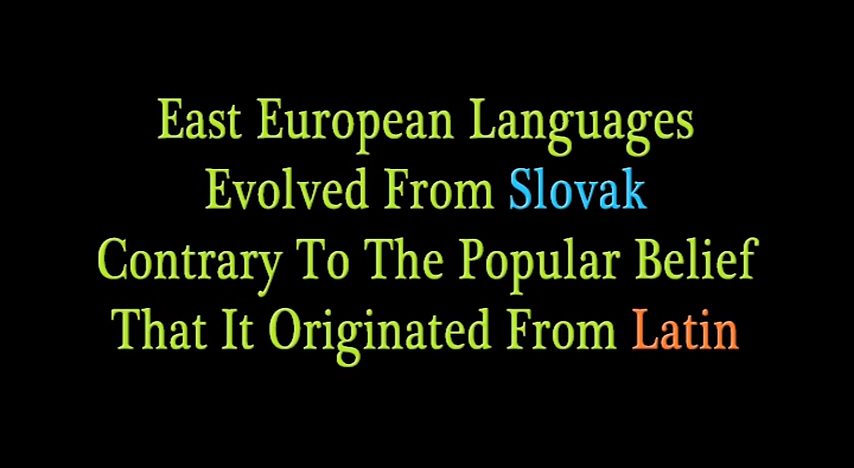 East European Languages
Evolved From Slovak
Contrary To The Popular Belief
That It Originated From Latin